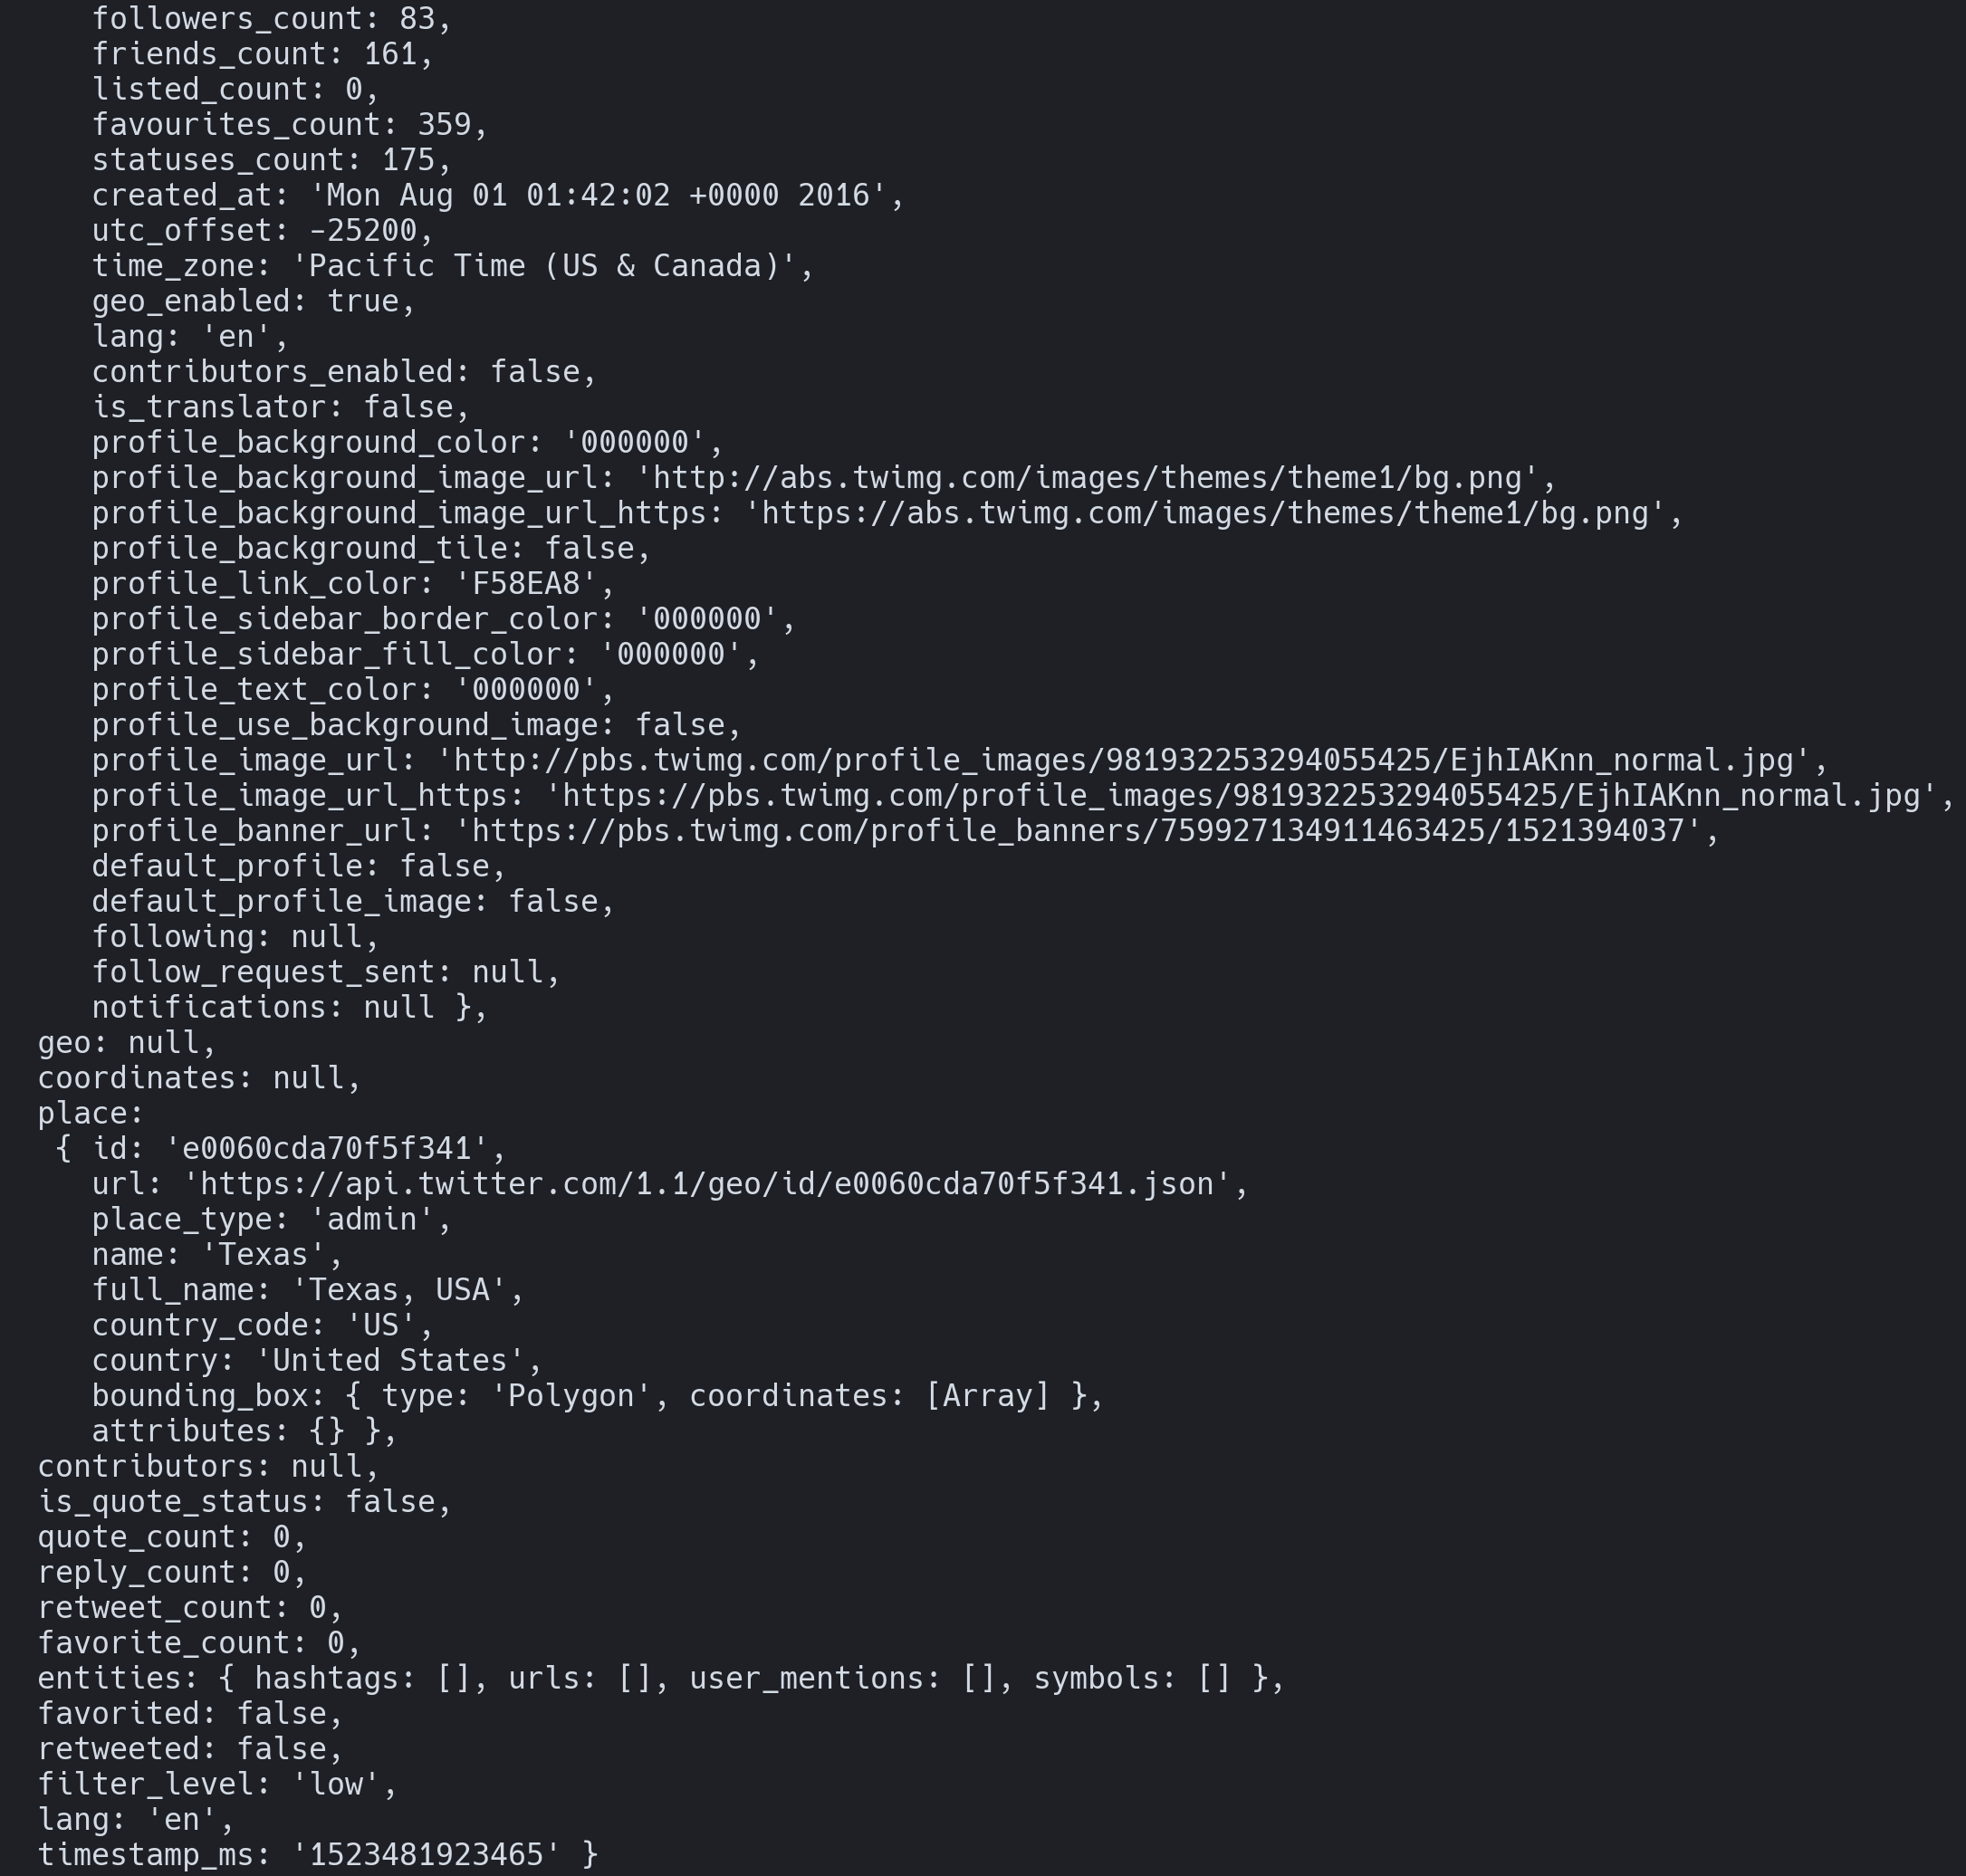 followers_count: 83,
friends_count: 161,
listed_count: 0,
favourites_count: 359,
statuses_count: 175,
created_at: 'Mon Aug 01 01:42:02 +0000 2016',
utc_offset: -25200,
time_zone: 'Pacific Time (US & Canada)',
geo_enabled: true,
lang: 'en',
contributors_enabled: false,
is_translator: false,
profile_background_color: '000000',
profile_background_image_url: 'http://abs.twimg.com/images/themes/theme1/bg.png',
profile_background_image_url_https: 'https://abs.twimg.com/images/themes/theme1/bg.png',
profile_background_tile: false,
profile_link_color: 'F58EA8',
profile_sidebar_border_color: '000000',
profile_sidebar_fill_color: '000000',
profile_text_color: '000000',
profile_use_background_image: false,
profile_image_url: 'http://pbs.twimg.com/profile_images/981932253294055425/EjhIAKnn_normal.jpg',
profile_image_url_https: 'https://pbs.twimg.com/profile_images/981932253294055425/EjhIAKnn_normal.jpg',
profile_banner_url: 'https://pbs.twimg.com/profile_banners/759927134911463425/1521394037',
default_profile: false,
default_profile_image: false,
following: null,
follow_request_sent: null,
notifications: null },
geo: null,
coordinates: null,
place:
{ id: 'e0060cda70f5f341',
url: 'https://api.twitter.com/1.1/geo/id/e0060cda70f5f341.json',
place_type: 'admin',
name: 'Texas',
full_name: 'Texas, USA',
country_code: 'US',
country: 'United States',
bounding_box: { type: 'Polygon', coordinates: [Array] },
attributes: {} },
contributors: null,
is_quote_status: false,
quote_count: 0,
reply_count: 0,
retweet_count: 0,
favorite_count: 0,
entities: { hashtags: [], urls: [], user_mentions: [], symbols: [] },
favorited: false,
retweeted: false,
filter_level: 'low',
lang: 'en',
timestamp_ms: '1523481923465' }